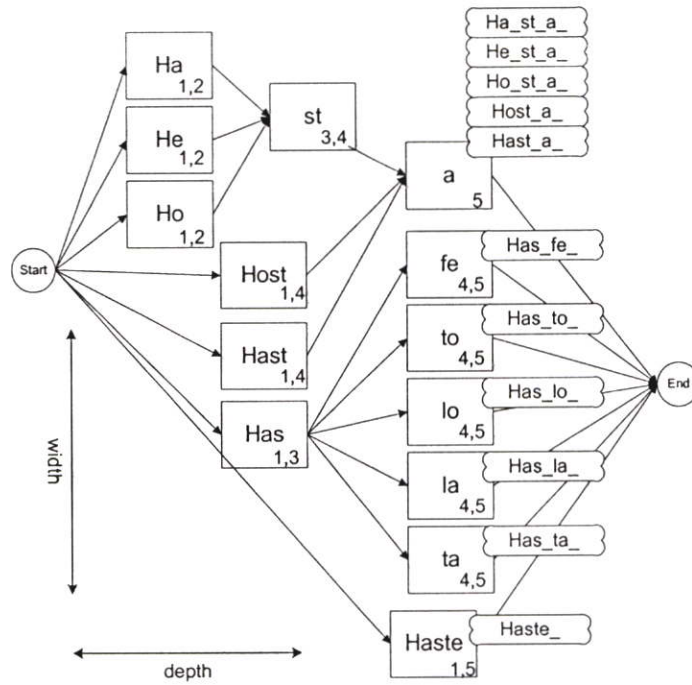 Ha_st_a_
He_st_a_
Ho_st_a_
Host_a_
Hast_a_
Ha
1,2
st
3,4
He
1,2
a
5
Ho
1,2
Start
Host
1,4
fe
4,5
Has_fe_
Hast
1,4
to
4,5
Has_to_
End
Has
1,3
lo
4,5
Has_lo_
width
la
4,5
Has_la_
ta
4,5
Has_ta_
Haste
1,5
Haste_
depth